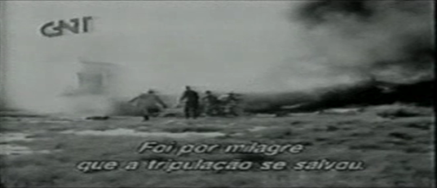 GNT
Foi por milagre
que a tripulação se salvou.